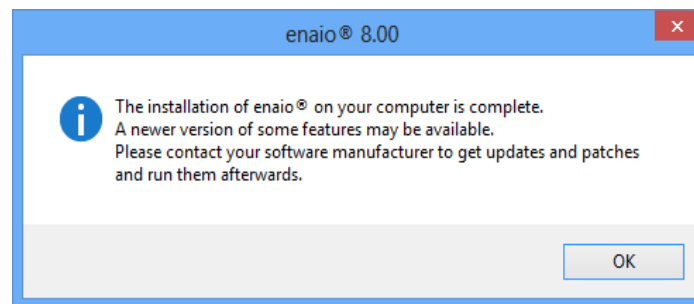 enaio® 8.00
The installation of enaio® on your computer is complete.
A newer version of some features may be available.
Please contact your software manufacturer to get updates and patches
and run them afterwards.
OK